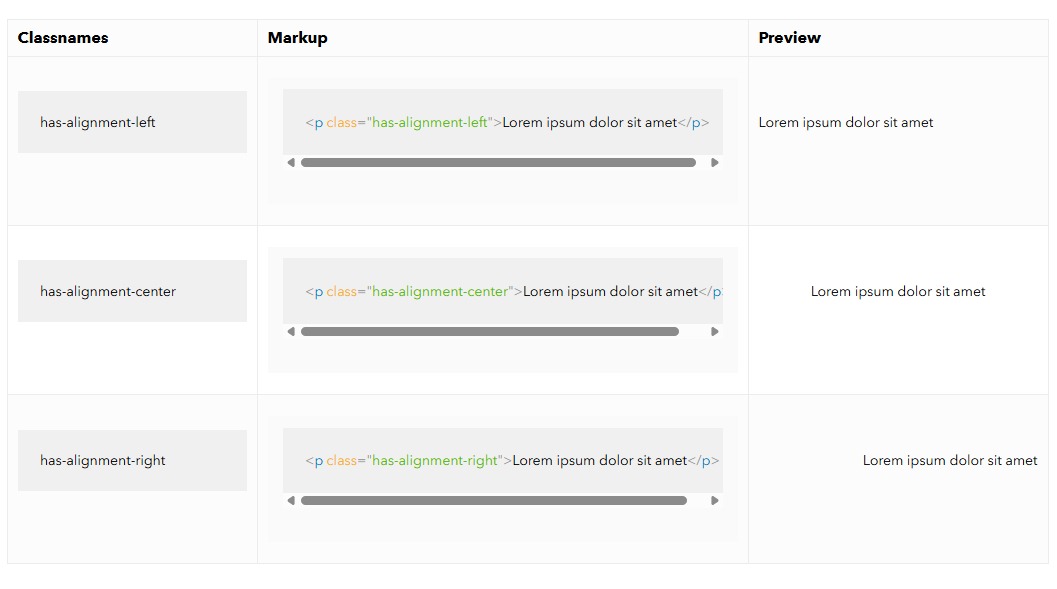 Classnames Markup Preview
has-alignment-left <p class="has-alignment-left">Lorem ipsum dolor sit amet</p> Lorem ipsum dolor sit amet
has-alignment-center <p class="has-alignment-center">Lorem ipsum dolor sit amet</p Lorem ipsum dolor sit amet
has-alignment-right <p class="has-alignment-right">Lorem ipsum dolor sit amet</p> Lorem ipsum dolor sit amet